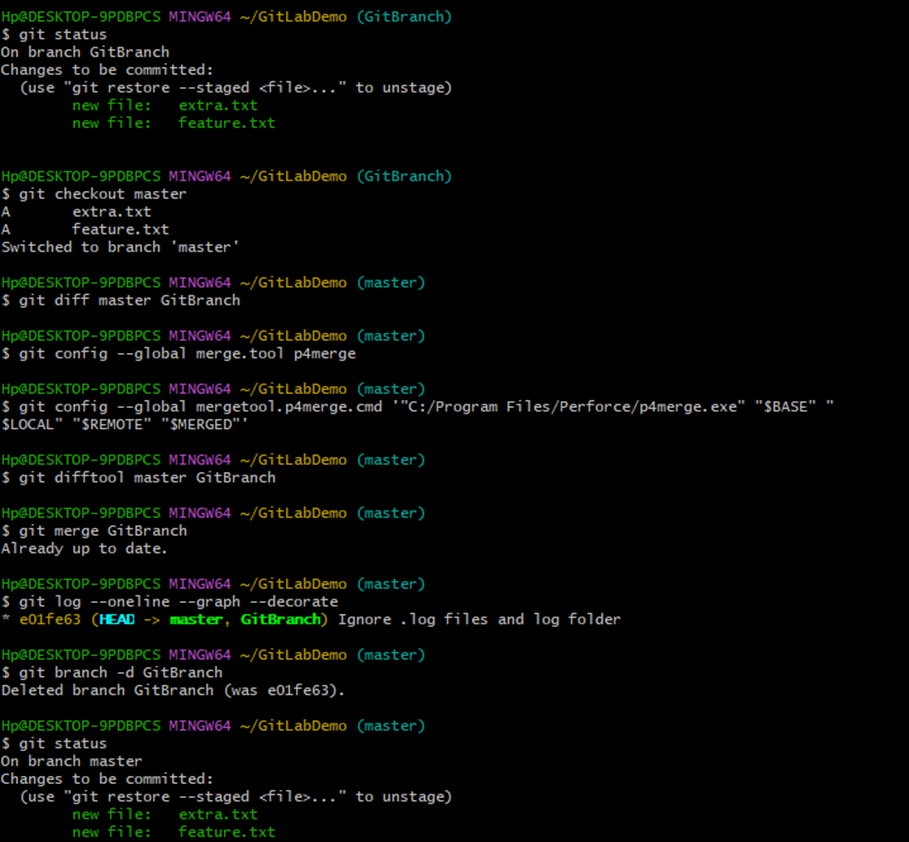 Hp@DESKTOP-9PDBPCS MINGW64 ~/GitLabDemo (GitBranch)
$ git status
On branch GitBranch
Changes to be committed:
  (use "git restore --staged <file>..." to unstage)
        new file:   extra.txt
        new file:   feature.txt

Hp@DESKTOP-9PDBPCS MINGW64 ~/GitLabDemo (GitBranch)
$ git checkout master
A       extra.txt
A       feature.txt
Switched to branch 'master'

Hp@DESKTOP-9PDBPCS MINGW64 ~/GitLabDemo (master)
$ git diff master GitBranch

Hp@DESKTOP-9PDBPCS MINGW64 ~/GitLabDemo (master)
$ git config --global merge.tool p4merge

Hp@DESKTOP-9PDBPCS MINGW64 ~/GitLabDemo (master)
$ git config --global mergetool.p4merge.cmd '"C:/Program Files/Perforce/p4merge.exe" "$BASE" "
$LOCAL" "$REMOTE" "$MERGED"'

Hp@DESKTOP-9PDBPCS MINGW64 ~/GitLabDemo (master)
$ git difftool master GitBranch

Hp@DESKTOP-9PDBPCS MINGW64 ~/GitLabDemo (master)
$ git merge GitBranch
Already up to date.

Hp@DESKTOP-9PDBPCS MINGW64 ~/GitLabDemo (master)
$ git log --oneline --graph --decorate
* e01fe63 (HEAD -> master, GitBranch) Ignore .log files and log folder

Hp@DESKTOP-9PDBPCS MINGW64 ~/GitLabDemo (master)
$ git branch -d GitBranch
Deleted branch GitBranch (was e01fe63).

Hp@DESKTOP-9PDBPCS MINGW64 ~/GitLabDemo (master)
$ git status
On branch master
Changes to be committed:
  (use "git restore --staged <file>..." to unstage)
        new file:   extra.txt
        new file:   feature.txt